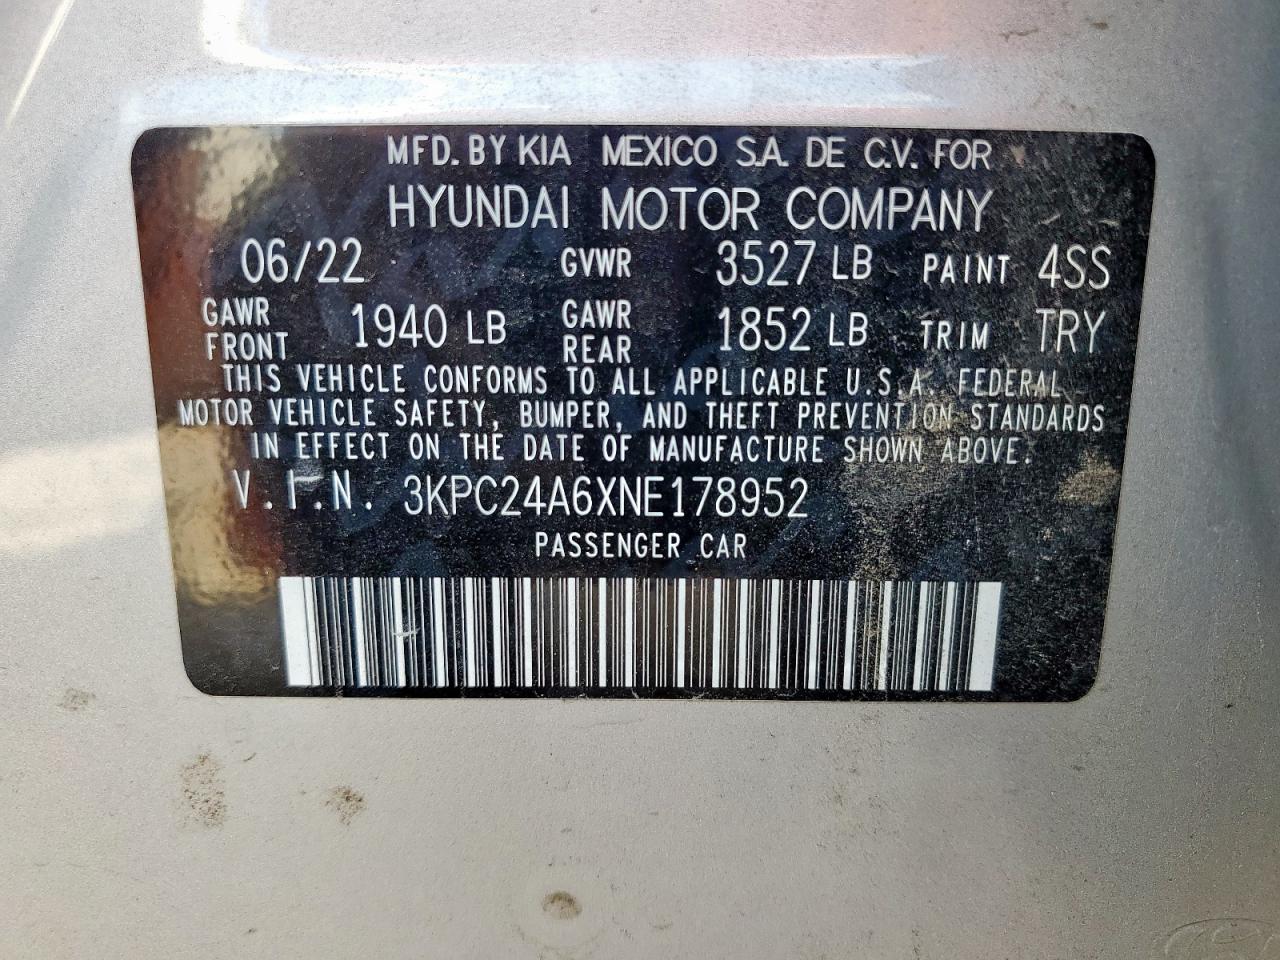 MFD. BY KIA MEXICO S.A. DE C.V. FOR
HYUNDAI MOTOR COMPANY
06/22 GVWR 3527 LB PAINT 4SS
GAWR FRONT 1940 LB GAWR REAR 1852 LB TRIM TRY
THIS VEHICLE CONFORMS TO ALL APPLICABLE U.S.A. FEDERAL
MOTOR VEHICLE SAFETY, BUMPER, AND THEFT PREVENTION STANDARDS
IN EFFECT ON THE DATE OF MANUFACTURE SHOWN ABOVE.
V.I.N. 3KPC24A6XNE178952
PASSENGER CAR